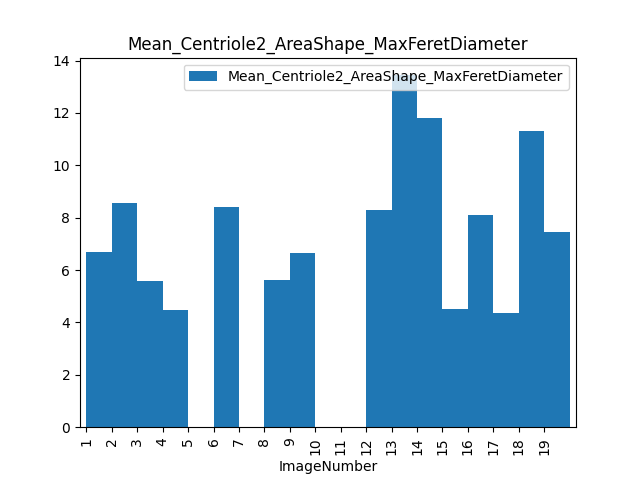 Mean_Centriole2_AreaShape_MaxFeretDiameter
Mean_Centriole2_AreaShape_MaxFeretDiameter
14
12
10
8
6
4
2
0
1 2 3 4 5 6 7 8 9 10 11 12 13 14 15 16 17 18 19
ImageNumber